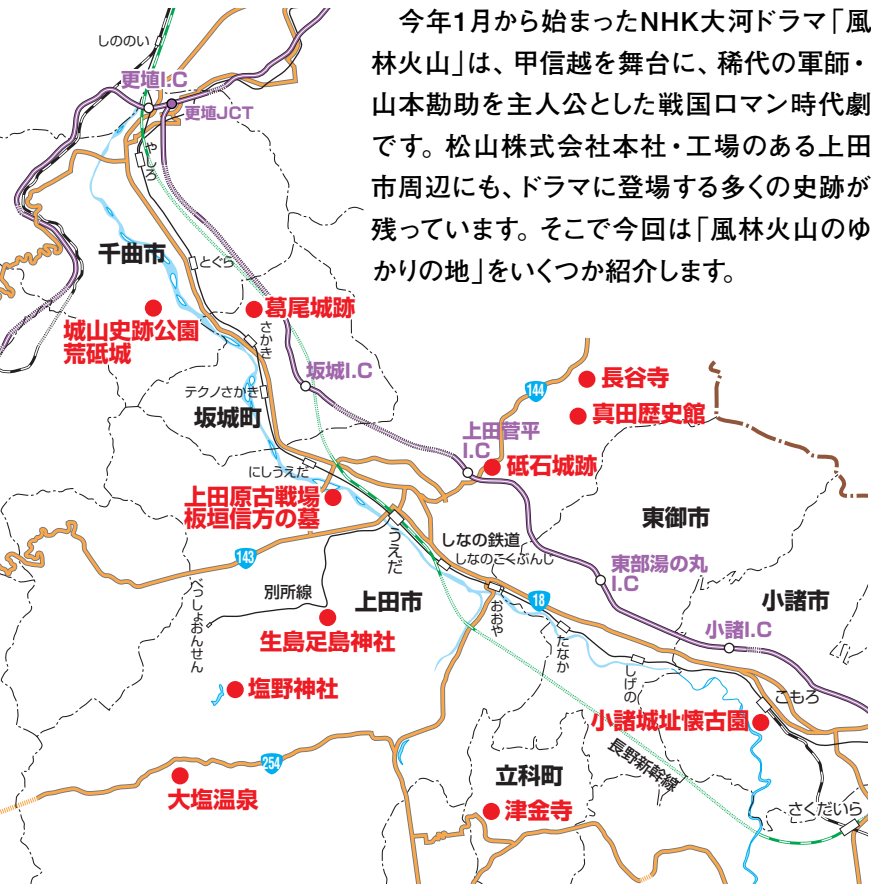 今年1月から始まったNHK大河ドラマ「風
林火山」は、甲信越を舞台に、稀代の軍師・
山本勘助を主人公とした戦国ロマン時代劇
です。松山株式会社本社・工場のある上田
市周辺にも、ドラマに登場する多くの史跡が
残っています。そこで今回は「風林火山のゆ
かりの地」をいくつか紹介します。
しののい
更埴I.C
更埴JCT
やしろ
千曲市
とぐら
葛尾城跡
城山史跡公園
荒砥城
さかき
坂城I.C
テクノさかき
坂城町
144
長谷寺
真田歴史館
上田菅平
I.C
砥石城跡
にしうえだ
上田原古戦場
板垣信方の墓
東御市
うえだ
しなの鉄道
しなのこくぶんじ
143
東部湯の丸
I.C
べっしょおんせん
別所線
上田市
18
小諸市
おおや
生島足島神社
たなか
小諸I.C
しげの
塩野神社
こもろ
小諸城址懐古園
長野新幹線
254
立科町
大塩温泉
津金寺
さくだいら